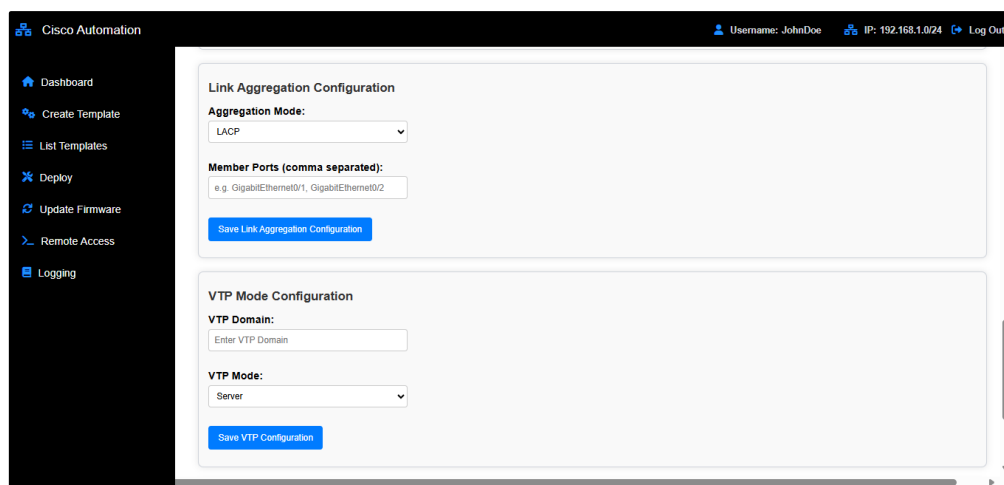 Cisco Automation
Username: JohnDoe
IP: 192.168.1.0/24
Log Out
Dashboard
Create Template
List Templates
Deploy
Update Firmware
Remote Access
Logging
Link Aggregation Configuration
Aggregation Mode:
LACP
Member Ports (comma separated):
e.g. GigabitEthernet0/1, GigabitEthernet0/2
Save Link Aggregation Configuration
VTP Mode Configuration
VTP Domain:
Enter VTP Domain
VTP Mode:
Server
Save VTP Configuration